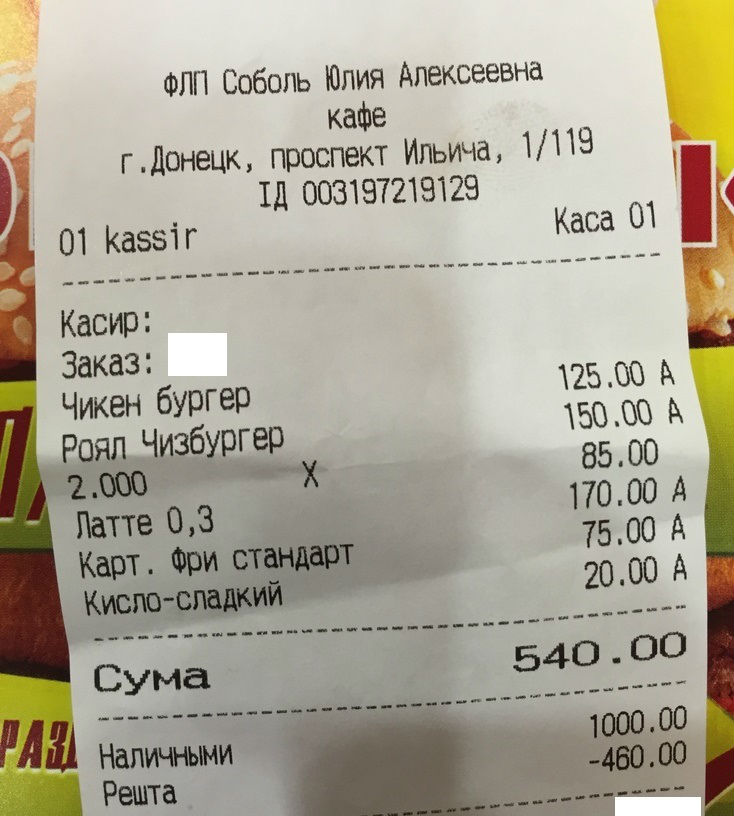 ФЛП Соболь Юлия Алексеевна
кафе
г.Донецк, проспект Ильича, 1/119
ІД 003197219129
01 kassir Каса 01
Касир:
Заказ:
Чикен бургер 125.00 А
Роял Чизбургер 150.00 А
2.000 X 85.00
Латте 0,3 170.00 А
Карт. Фри стандарт 75.00 А
Кисло-сладкий 20.00 А
Сума 540.00
Наличными 1000.00
Решта -460.00
РАЗ